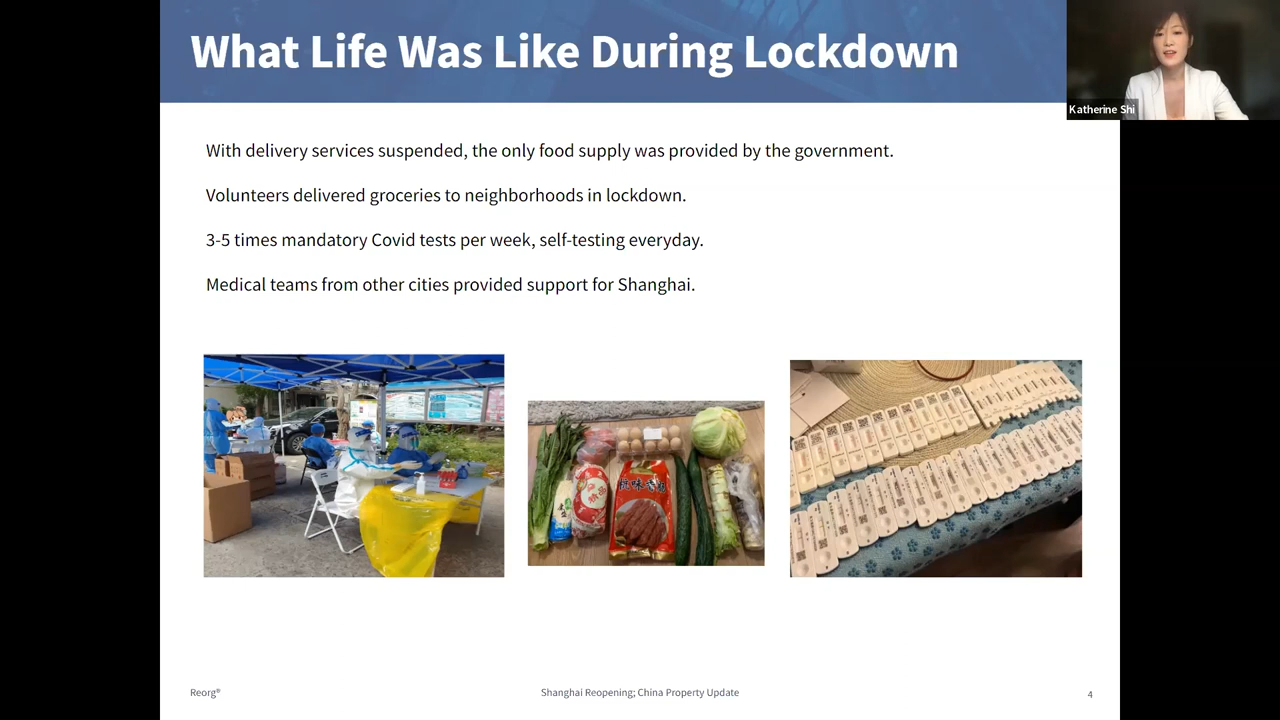 What Life Was Like During Lockdown
Katherine Shi
With delivery services suspended, the only food supply was provided by the government.
Volunteers delivered groceries to neighborhoods in lockdown.
3-5 times mandatory Covid tests per week, self-testing everyday.
Medical teams from other cities provided support for Shanghai.
Reorg®
Shanghai Reopening; China Property Update
4